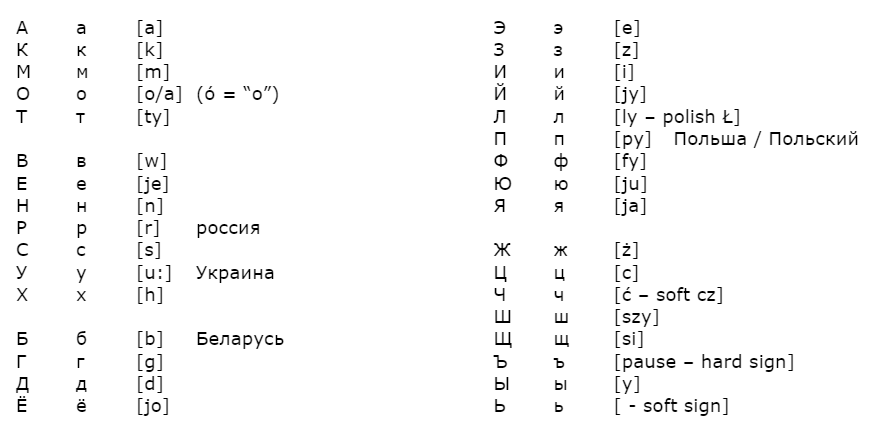 А а [a]
К к [k]
М м [m]
О о [o/a] (ó = “o”)
Т т [ty]
В в [w]
Е е [je]
Н н [n]
Р р [r] россия
С с [s]
У у [u:] Украина
Х х [h]
Б б [b] Беларусь
Г г [g]
Д д [d]
Ё ё [jo]
Э э [e]
З з [z]
И и [i]
Й й [jy]
Л л [ly – polish Ł]
П п [py] Польша / Польский
Ф ф [fy]
Ю ю [ju]
Я я [ja]
Ж ж [ż]
Ц ц [c]
Ч ч [ć – soft cz]
Ш ш [szy]
Щ щ [si]
Ъ ъ [pause – hard sign]
Ы ы [y]
Ь ь [ - soft sign]